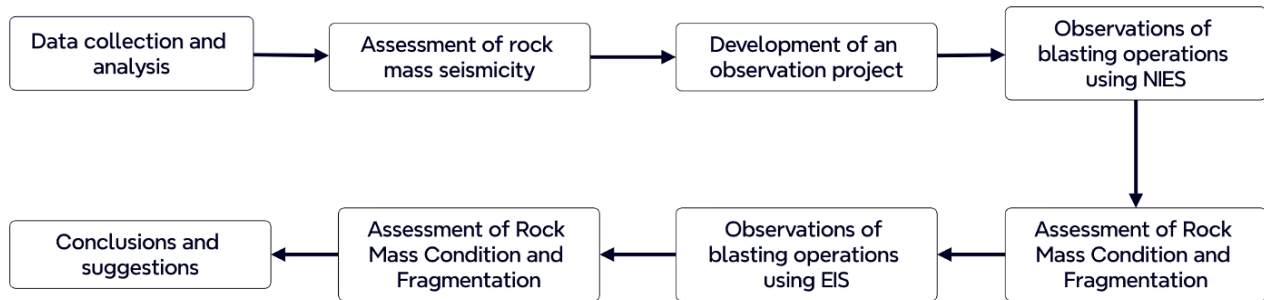 Data collection and
analysis
Assessment of rock
mass seismicity
Development of an
observation project
Observations of
blasting operations
using NIES
Assessment of Rock
Mass Condition and
Fragmentation
Observations of
blasting operations
using EIS
Assessment of Rock
Mass Condition and
Fragmentation
Conclusions and
suggestions